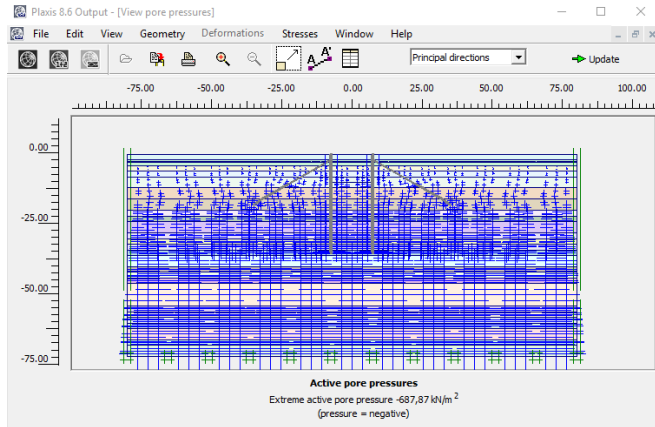 Plaxis 8.6 Output - [View pore pressures]
File Edit View Geometry Deformations Stresses Window Help
Principal directions
Update
-75.00 -50.00 -25.00 0.00 25.00 50.00 75.00 100.00
0.00
-25.00
-50.00
-75.00
Active pore pressures
Extreme active pore pressure -687,87 kN/m 2
(pressure = negative)